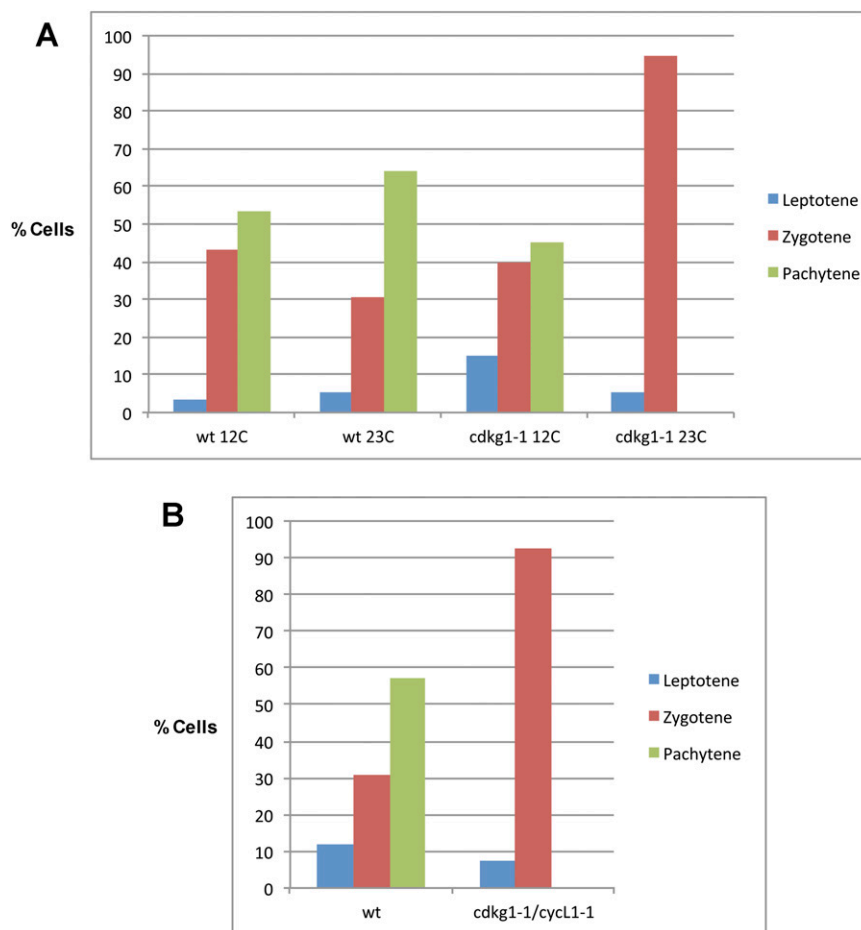 A
100
90
80
70
60
50
40
30
20
10
0
% Cells
wt 12C
wt 23C
cdkg1-1 12C
cdkg1-1 23C
Leptotene
Zygotene
Pachytene
B
100
90
80
70
60
50
40
30
20
10
0
% Cells
wt
cdkg1-1/cycL1-1
Leptotene
Zygotene
Pachytene